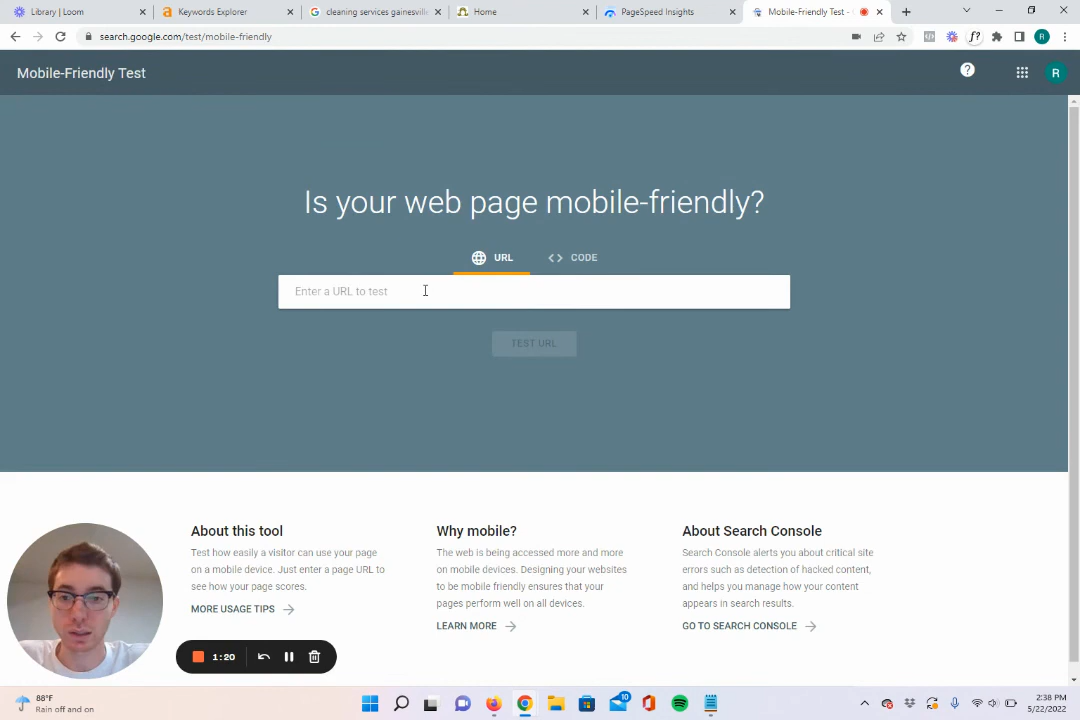 Library | Loom
Keywords Explorer
cleaning services gainesville
Home
PageSpeed Insights
Mobile-Friendly Test -
search.google.com/test/mobile-friendly
f?
R
Mobile-Friendly Test
?
R
Is your web page mobile-friendly?
URL
CODE
Enter a URL to test
TEST URL
About this tool
Test how easily a visitor can use your page
on a mobile device. Just enter a page URL to
see how your page scores.
MORE USAGE TIPS
Why mobile?
The web is being accessed more and more
on mobile devices. Designing your websites
to be mobile friendly ensures that your
pages perform well on all devices.
LEARN MORE
About Search Console
Search Console alerts you about critical site
errors such as detection of hacked content,
and helps you manage how your content
appears in search results.
GO TO SEARCH CONSOLE
1:20
88°F
Rain off and on
10
2:38 PM
5/22/2022